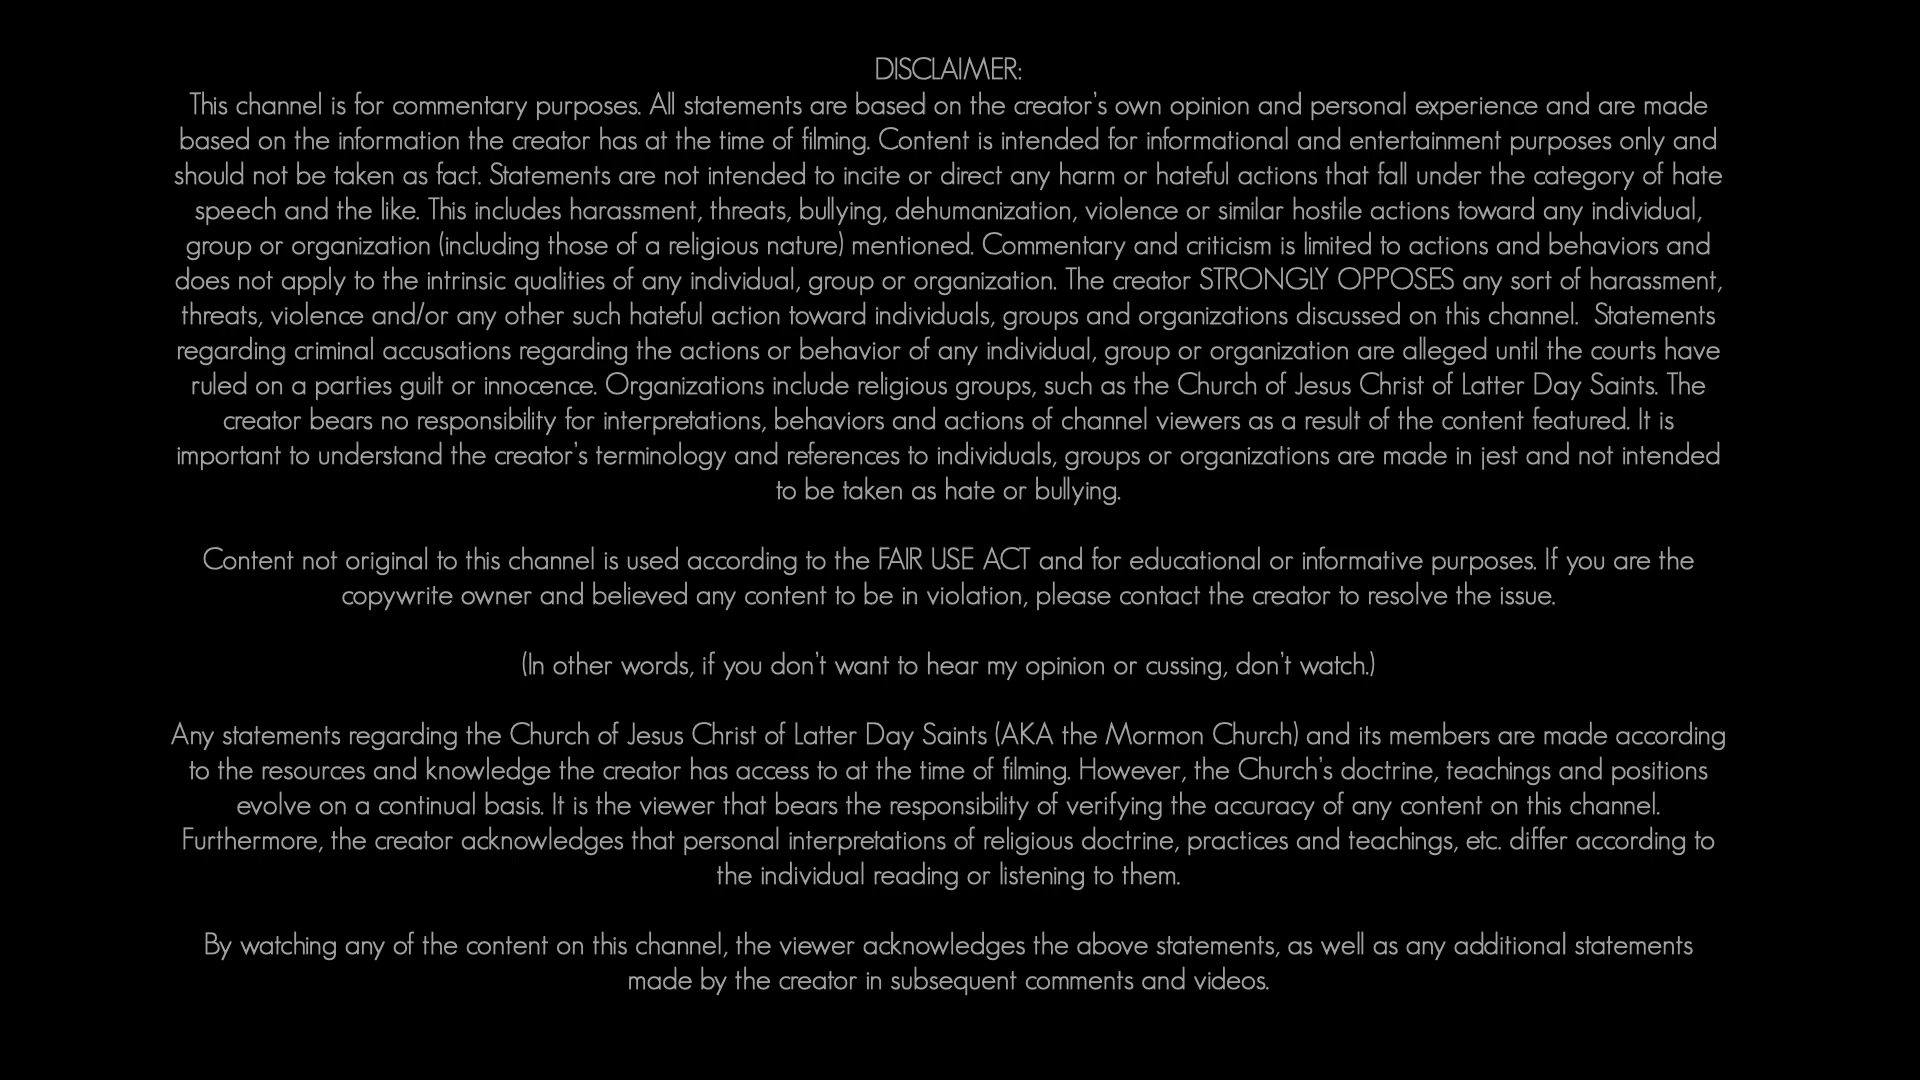 DISCLAIMER:
This channel is for commentary purposes. All statements are based on the creator's own opinion and personal experience and are made
based on the information the creator has at the time of filming. Content is intended for informational and entertainment purposes only and
should not be taken as fact. Statements are not intended to incite or direct any harm or hateful actions that fall under the category of hate
speech and the like. This includes harassment, threats, bullying, dehumanization, violence or similar hostile actions toward any individual,
group or organization (including those of a religious nature) mentioned. Commentary and criticism is limited to actions and behaviors and
does not apply to the intrinsic qualities of any individual, group or organization. The creator STRONGLY OPPOSES any sort of harassment,
threats, violence and/or any other such hateful action toward individuals, groups and organizations discussed on this channel.  Statements
regarding criminal accusations regarding the actions or behavior of any individual, group or organization are alleged until the courts have
ruled on a parties guilt or innocence. Organizations include religious groups, such as the Church of Jesus Christ of Latter Day Saints. The
creator bears no responsibility for interpretations, behaviors and actions of channel viewers as a result of the content featured. It is
important to understand the creator's terminology and references to individuals, groups or organizations are made in jest and not intended
to be taken as hate or bullying.
Content not original to this channel is used according to the FAIR USE ACT and for educational or informative purposes. If you are the
copywrite owner and believed any content to be in violation, please contact the creator to resolve the issue.
(In other words, if you don't want to hear my opinion or cussing, don't watch.)
Any statements regarding the Church of Jesus Christ of Latter Day Saints (AKA the Mormon Church) and its members are made according
to the resources and knowledge the creator has access to at the time of filming. However, the Church's doctrine, teachings and positions
evolve on a continual basis. It is the viewer that bears the responsibility of verifying the accuracy of any content on this channel.
Furthermore, the creator acknowledges that personal interpretations of religious doctrine, practices and teachings, etc. differ according to
the individual reading or listening to them.
By watching any of the content on this channel, the viewer acknowledges the above statements, as well as any additional statements
made by the creator in subsequent comments and videos.